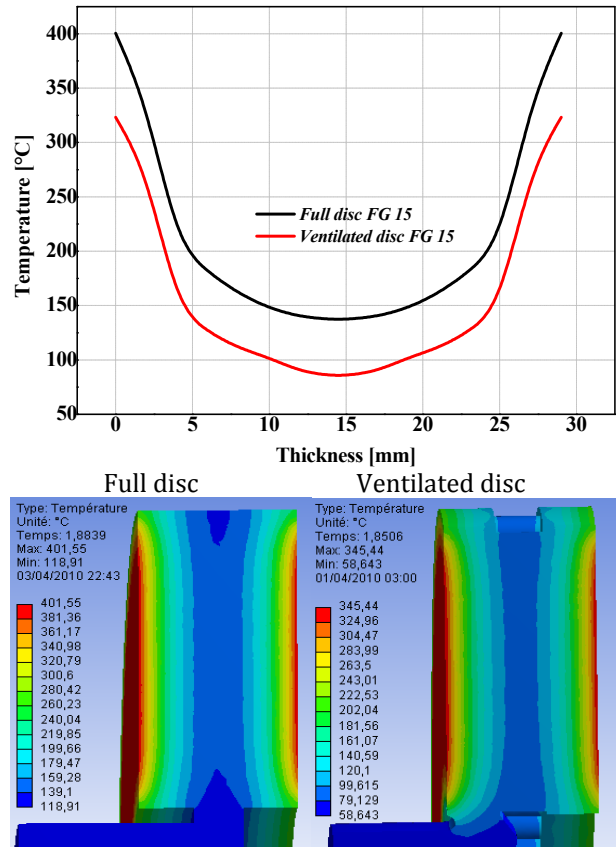 400
350
300
250
200
150
100
50
Temperature [°C]
Full disc FG 15
Ventilated disc FG 15
0 5 10 15 20 25 30
Thickness [mm]
Full disc
Type: Température
Unité: °C
Temps: 1,8839
Max: 401,55
Min: 118,91
03/04/2010 22:43
401,55
381,36
361,17
340,98
320,79
300,6
280,42
260,23
240,04
219,85
199,66
179,47
159,28
139,1
118,91
Ventilated disc
Type: Température
Unité: °C
Temps: 1,8506
Max: 345,44
Min: 58,643
01/04/2010 03:00
345,44
324,96
304,47
283,99
263,5
243,01
222,53
202,04
181,56
161,07
140,59
120,1
99,615
79,129
58,643